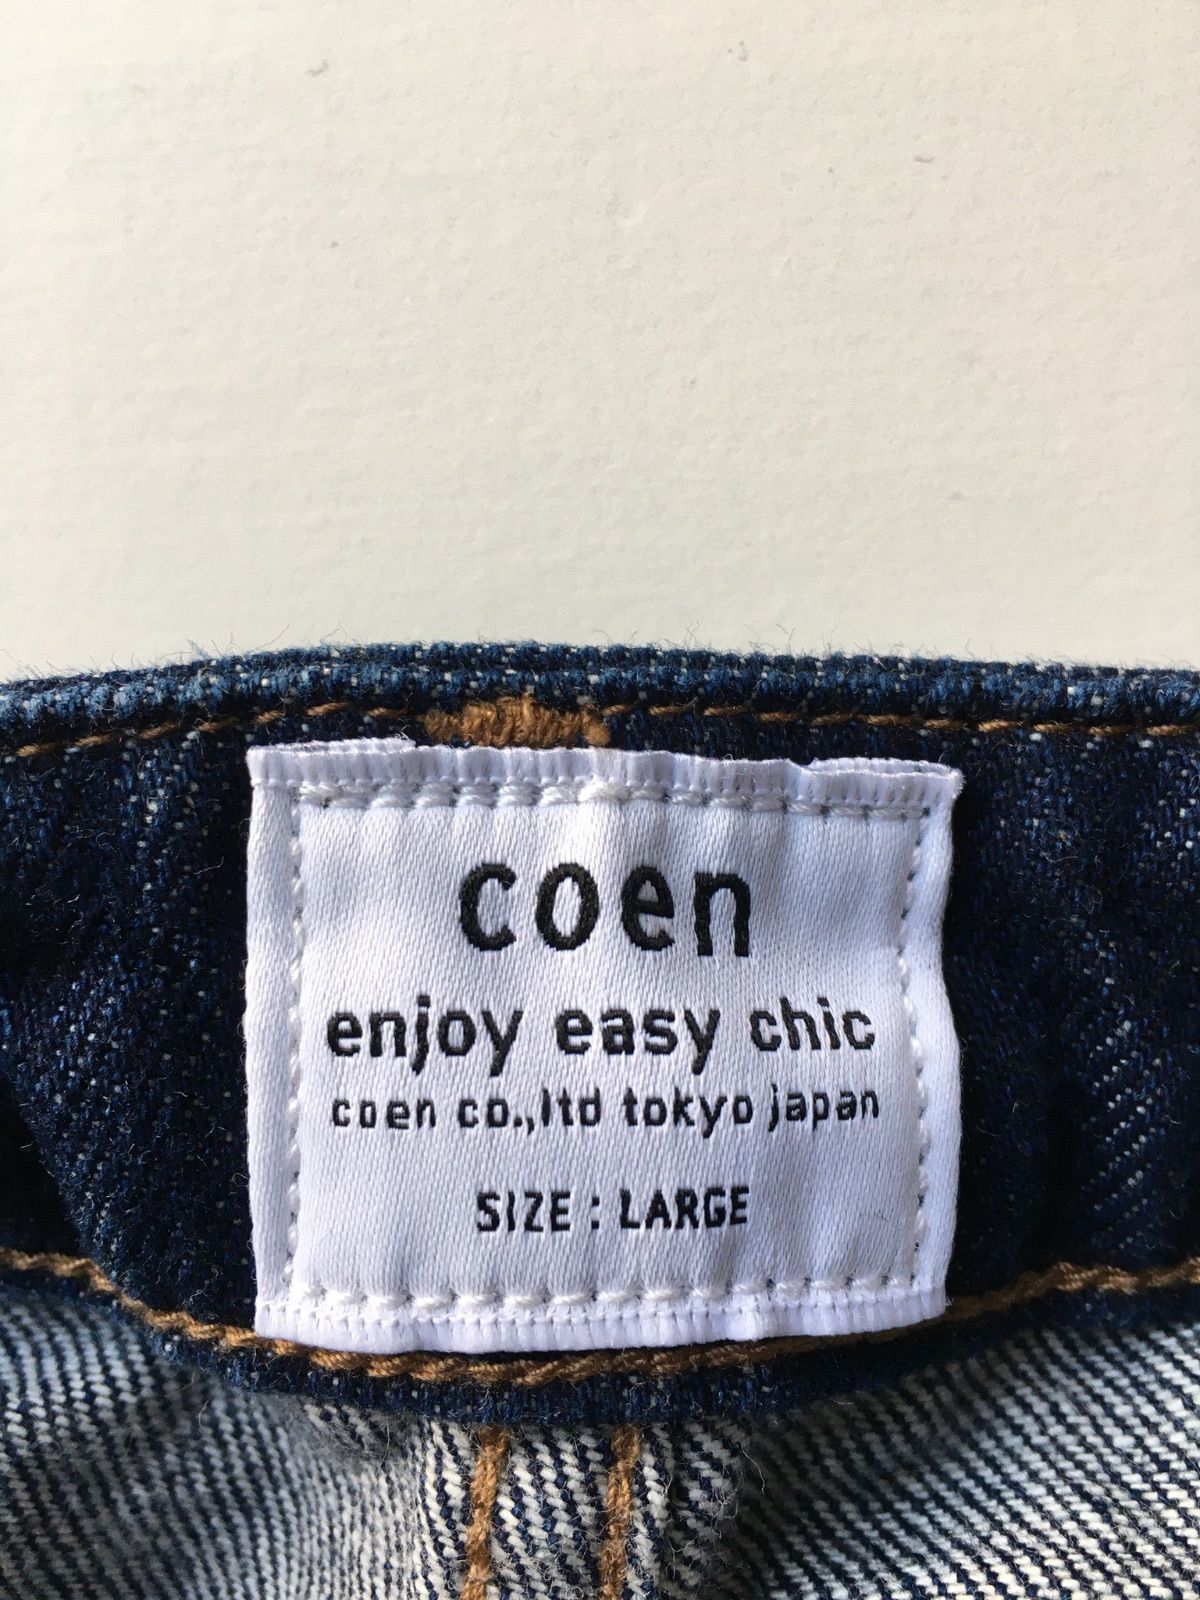 coen
enjoy easy chic
coen co.,ltd tokyo japan
SIZE : LARGE